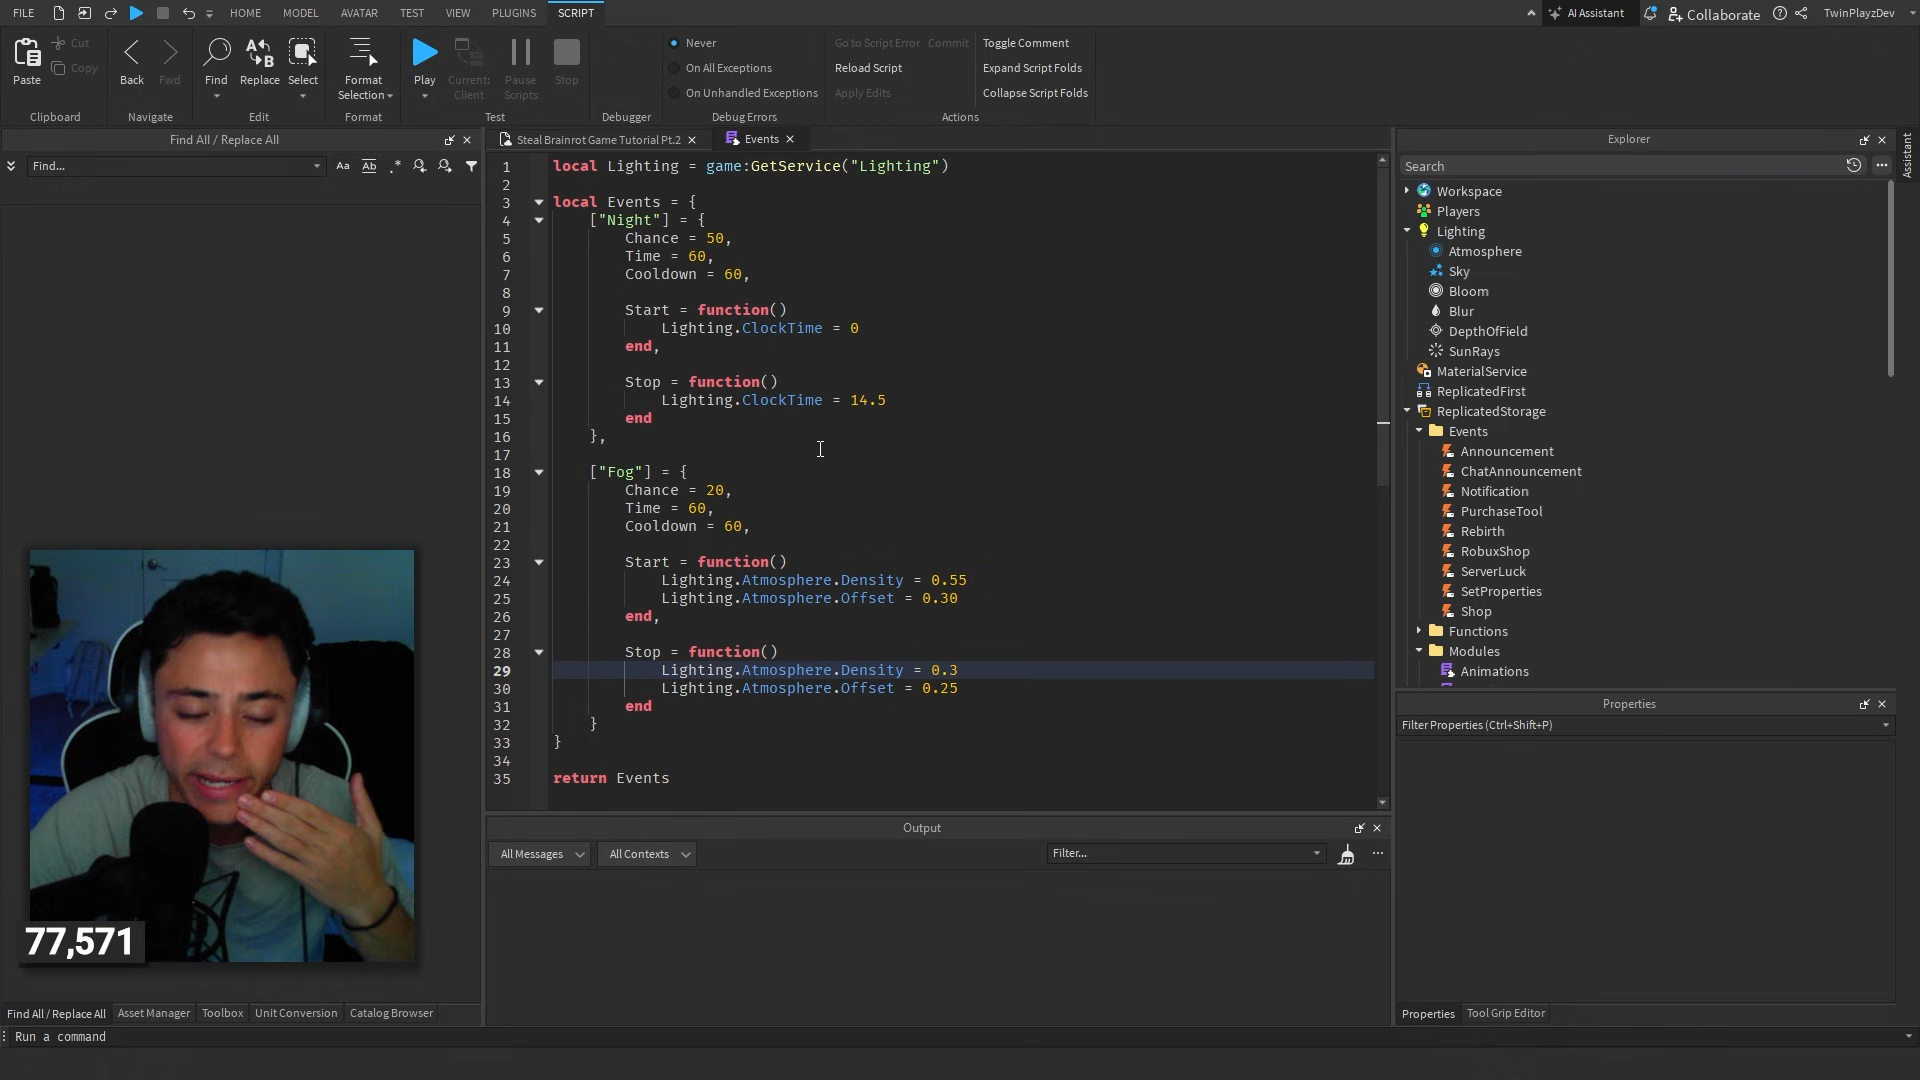 FILE HOME MODEL AVATAR TEST VIEW PLUGINS SCRIPT AI Assistant Collaborate TwinPlayzDev
Paste Cut Copy Back Fwd Find Replace Select Format Selection Play Current: Client Pause Scripts Stop
Never
On All Exceptions
On Unhandled Exceptions
Go to Script Error Commit Toggle Comment
Reload Script Expand Script Folds
Apply Edits Collapse Script Folds
Clipboard Navigate Edit Format Test Debugger Debug Errors Actions
Find All / Replace All
Find...
Aa Ab .*
Steal Brainrot Game Tutorial Pt.2 Events
1 local Lighting = game:GetService("Lighting")
2
3 local Events = {
4 ["Night"] = {
5 Chance = 50,
6 Time = 60,
7 Cooldown = 60,
8
9 Start = function()
10 Lighting.ClockTime = 0
11 end,
12
13 Stop = function()
14 Lighting.ClockTime = 14.5
15 end
16 },
17
18 ["Fog"] = {
19 Chance = 20,
20 Time = 60,
21 Cooldown = 60,
22
23 Start = function()
24 Lighting.Atmosphere.Density = 0.55
25 Lighting.Atmosphere.Offset = 0.30
26 end,
27
28 Stop = function()
29 Lighting.Atmosphere.Density = 0.3
30 Lighting.Atmosphere.Offset = 0.25
31 end
32 }
33 }
34
35 return Events
Explorer
Assistant
Search
Workspace
Players
Lighting
Atmosphere
Sky
Bloom
Blur
DepthOfField
SunRays
MaterialService
ReplicatedFirst
ReplicatedStorage
Events
Announcement
ChatAnnouncement
Notification
PurchaseTool
Rebirth
RobuxShop
ServerLuck
SetProperties
Shop
Functions
Modules
Animations
Properties
Filter Properties (Ctrl+Shift+P)
Output
All Messages All Contexts Filter...
77,571
Find All / Replace All Asset Manager Toolbox Unit Conversion Catalog Browser
Properties Tool Grip Editor
Run a command